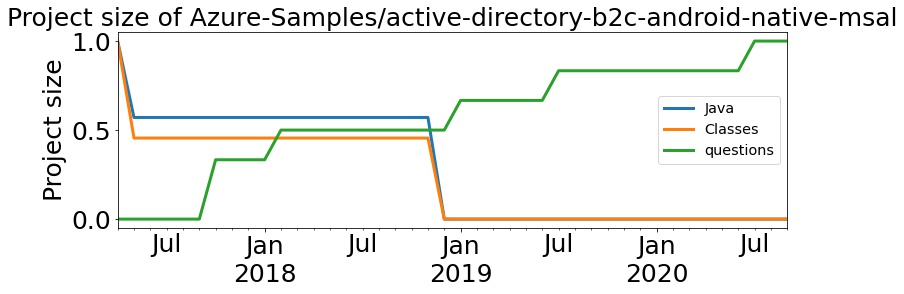 Project size of Azure-Samples/active-directory-b2c-android-native-msal
Project size
1.0
0.5
0.0
Java
Classes
questions
Jul Jan Jul Jan Jul Jan Jul
2018 2019 2020